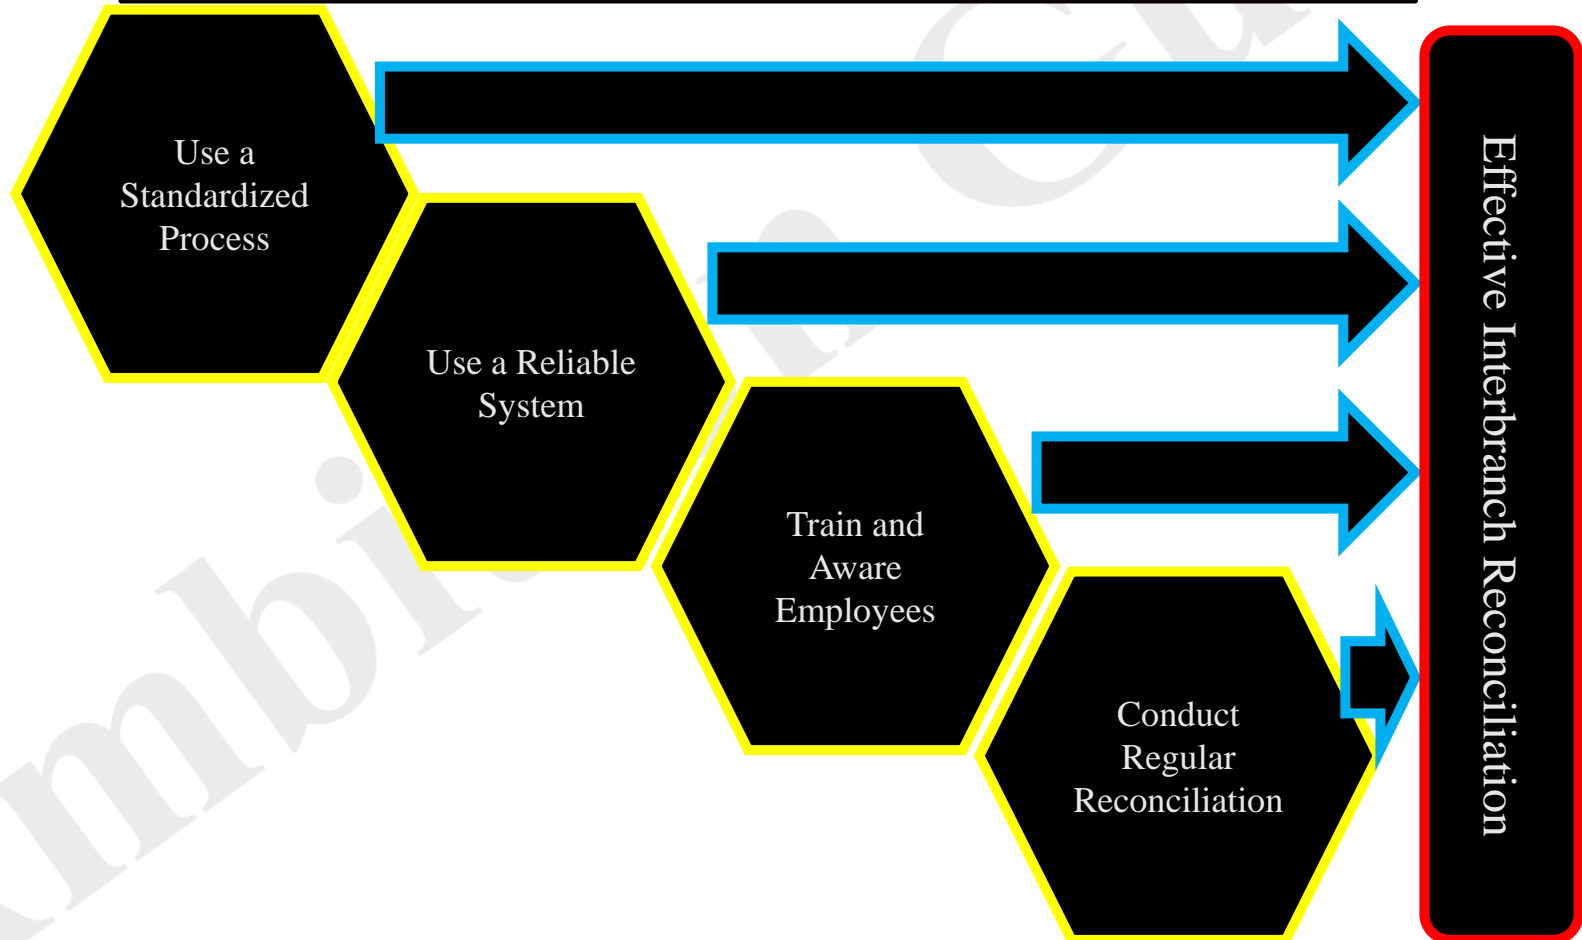 Use a
Standardized
Process
Use a Reliable
System
Train and
Aware
Employees
Conduct
Regular
Reconciliation
Effective Interbranch Reconciliation